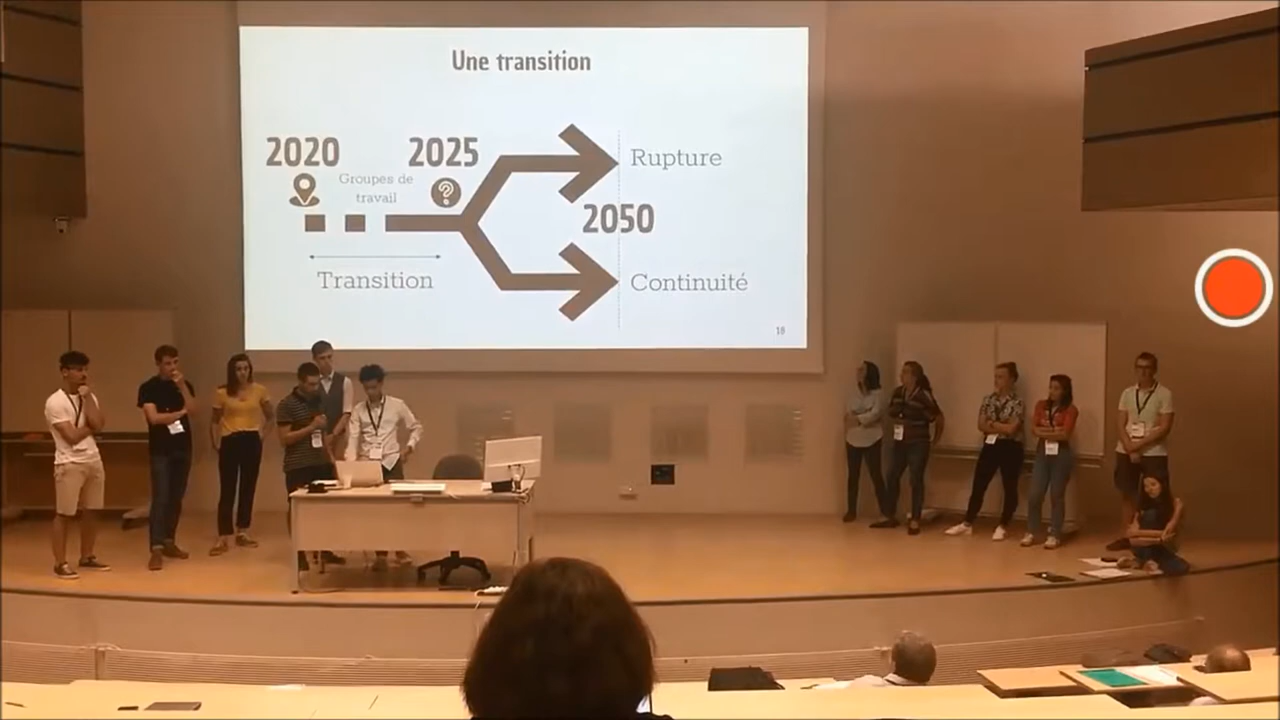 Une transition
2020
2025
Groupes de
travail
Rupture
2050
Transition
Continuité
18